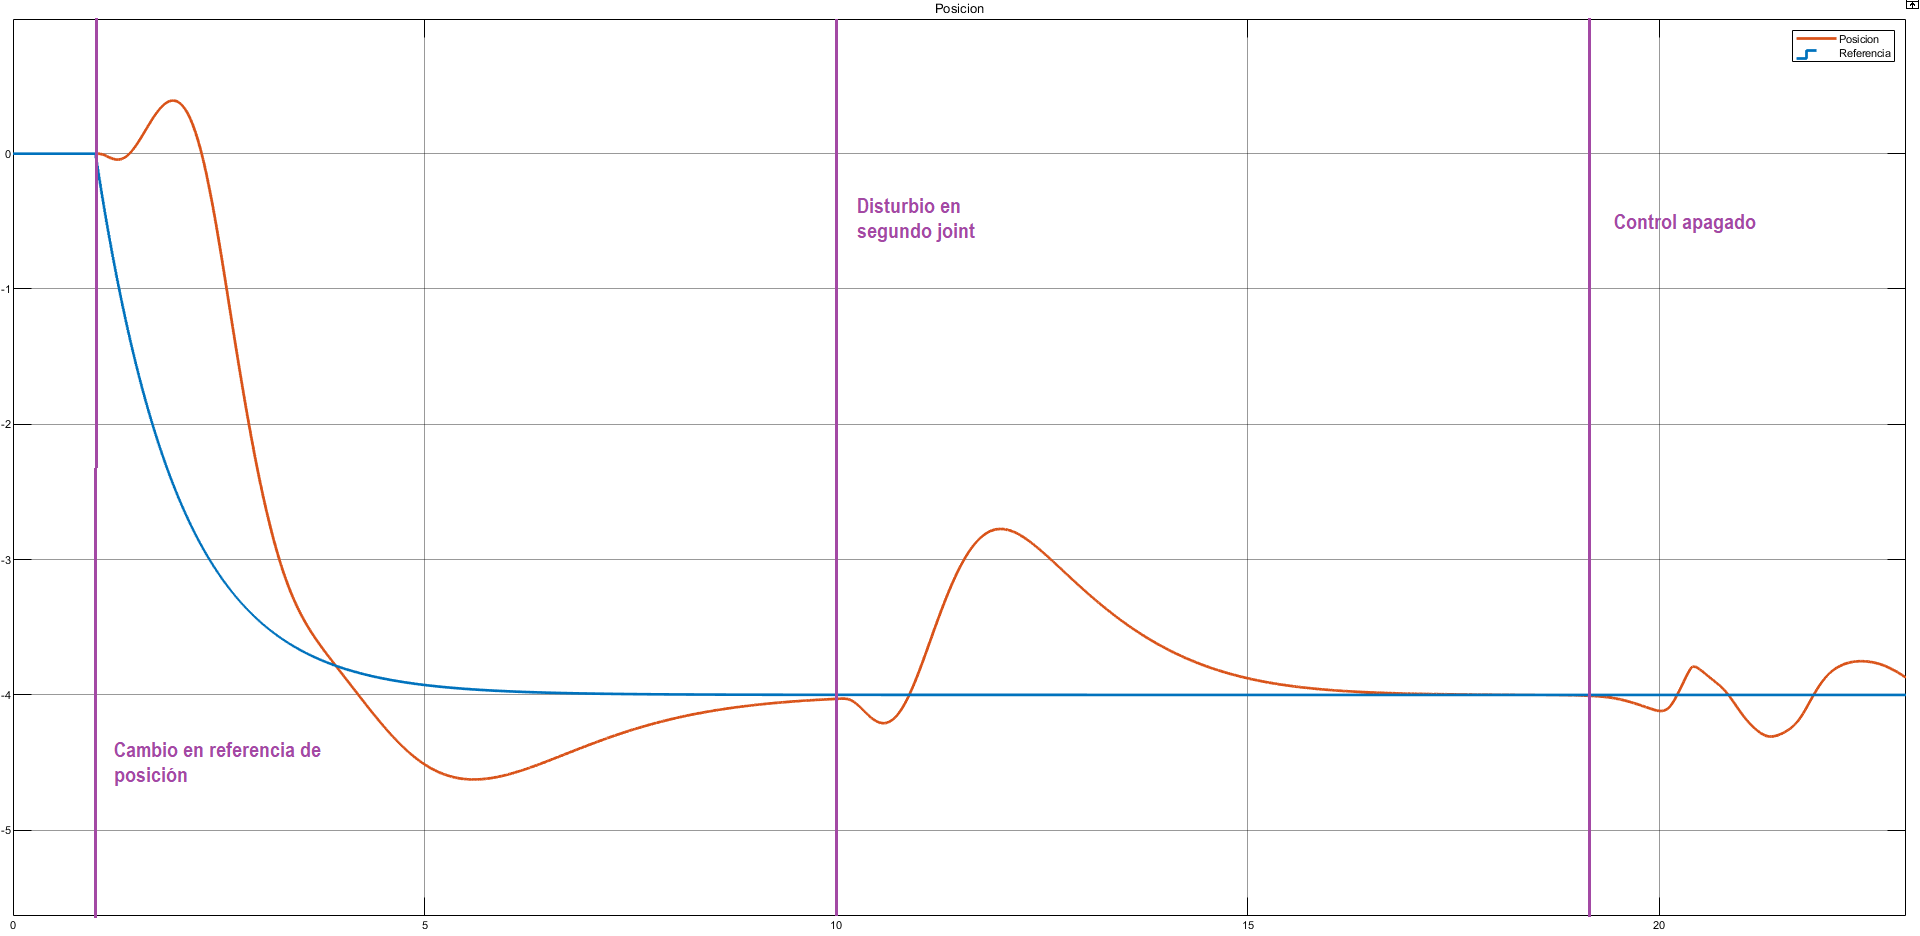 Posicion
Posicion
Referencia
0
-1
-2
-3
-4
-5
Disturbio en
segundo joint
Control apagado
Cambio en referencia de
posición
0
5
10
15
20